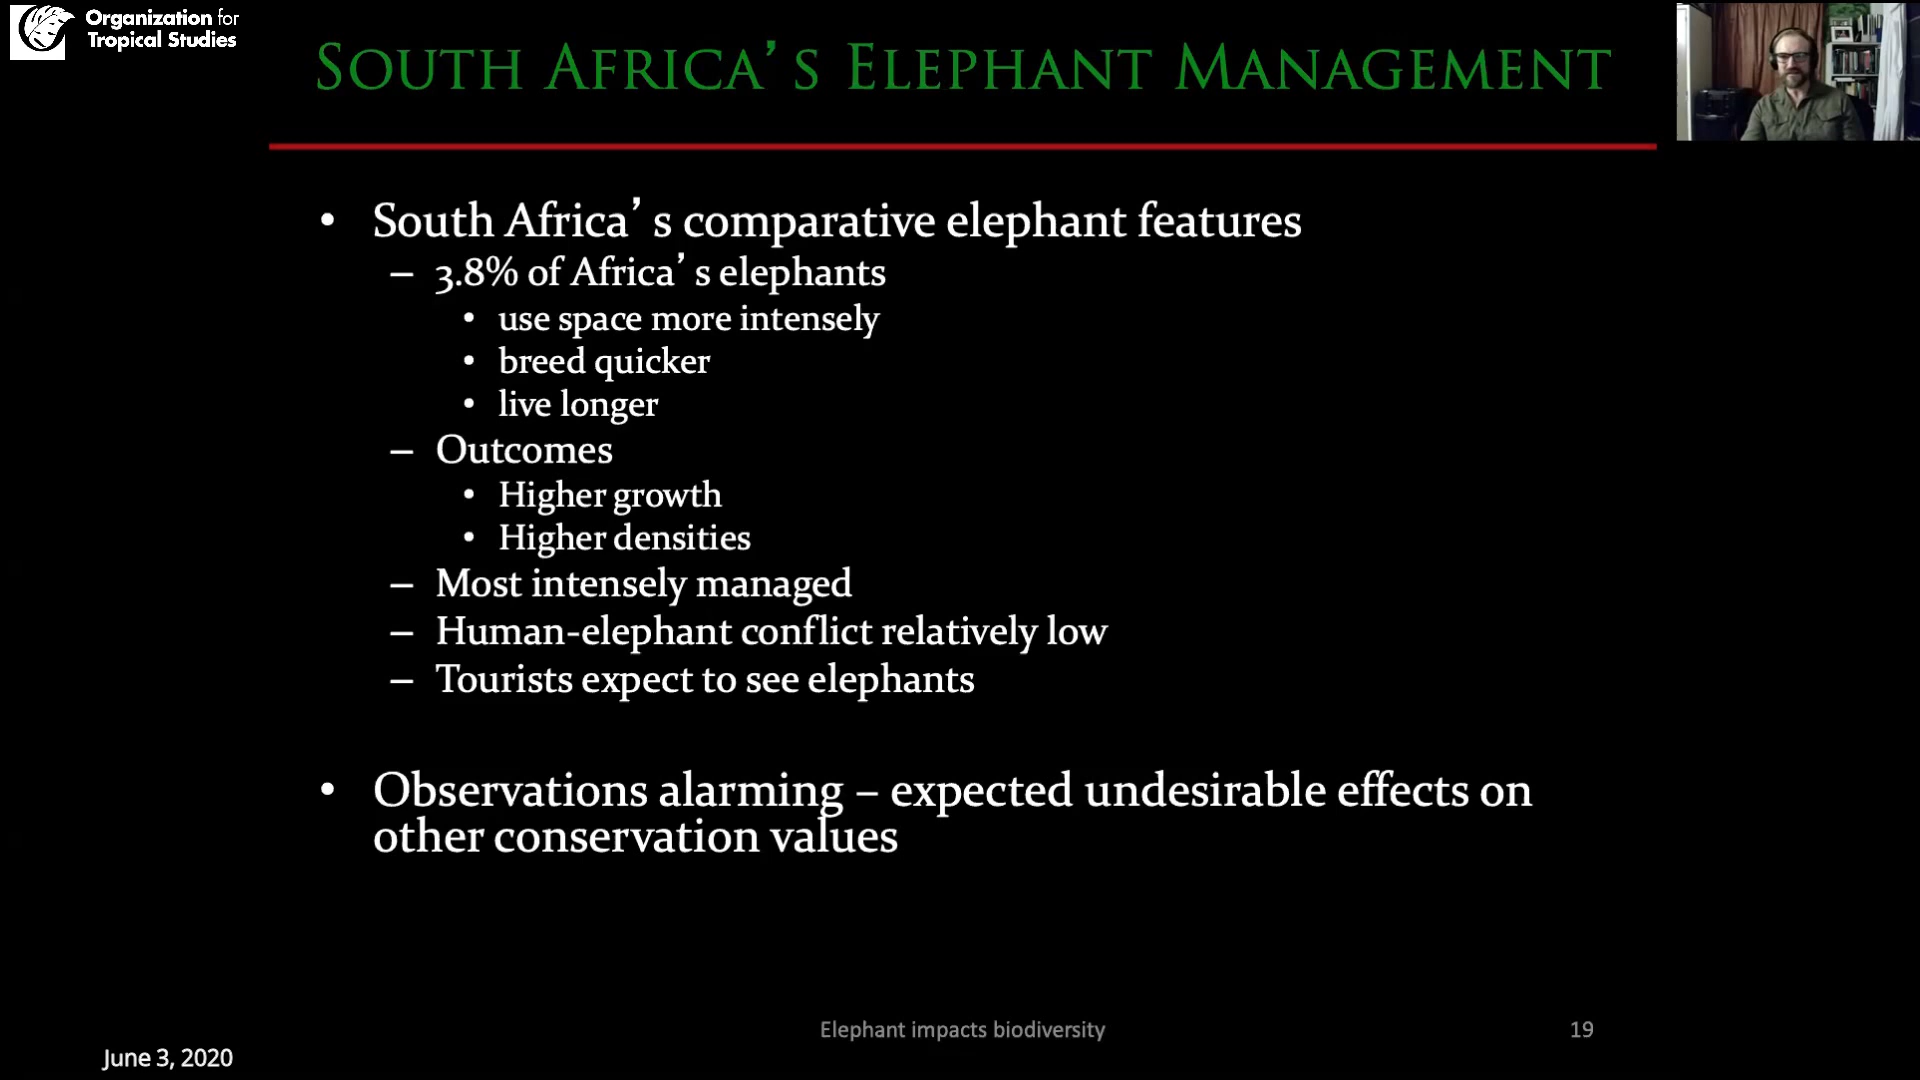 Organization for
Tropical Studies
South Africa’s Elephant Management
• South Africa’s comparative elephant features
– 3.8% of Africa’s elephants
• use space more intensely
• breed quicker
• live longer
– Outcomes
• Higher growth
• Higher densities
– Most intensely managed
– Human-elephant conflict relatively low
– Tourists expect to see elephants
• Observations alarming – expected undesirable effects on
other conservation values
Elephant impacts biodiversity
19
June 3, 2020